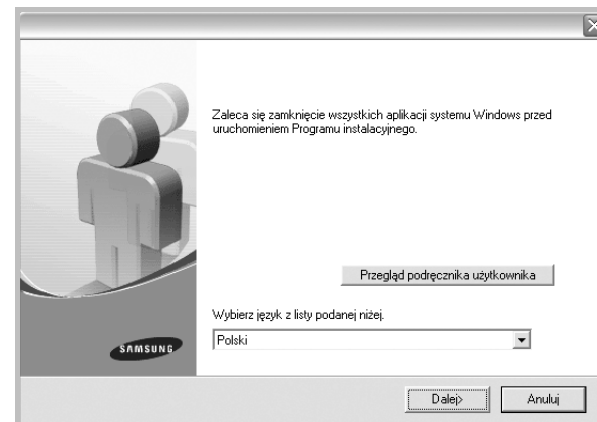 Zaleca się zamknięcie wszystkich aplikacji systemu Windows przed
uruchomieniem Programu instalacyjnego.
Przegląd podręcznika użytkownika
Wybierz język z listy podanej niżej.
Polski
SAMSUNG
Dalej>
Anuluj